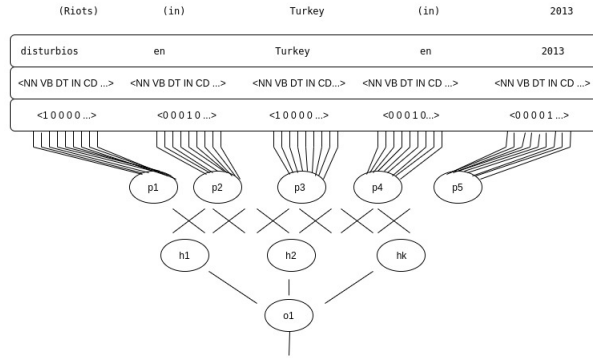 (Riots) (in) Turkey (in) 2013
disturbios en Turkey en 2013
<NN VB DT IN CD ...> <NN VB DT IN CD ...> <NN VB DT IN CD ...> <NN VB DT IN CD ...> <NN VB DT IN CD ...>
<1 0 0 0 0 ...> <0 0 0 1 0 ...> <1 0 0 0 0 ...> <0 0 0 1 0...> <0 0 0 0 1 ...>
p1 p2 p3 p4 p5
h1 h2 hk
o1